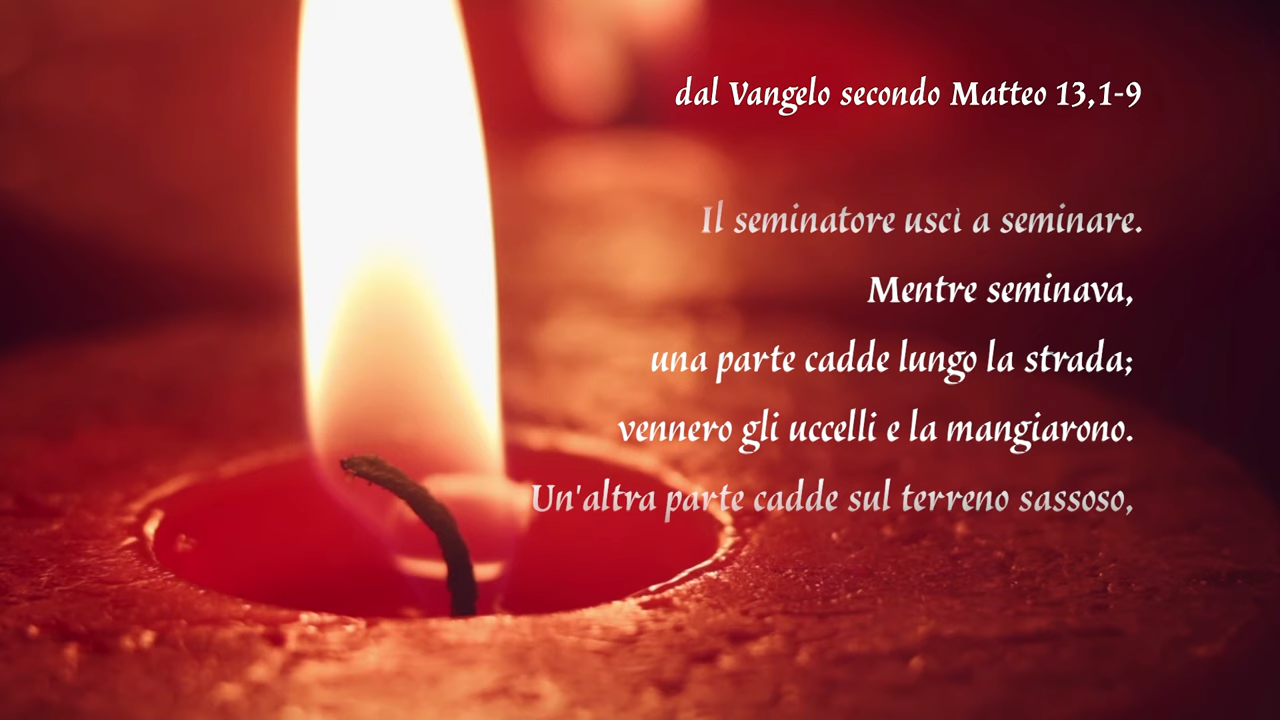 dal Vangelo secondo Matteo 13,1-9
Il seminatore uscì a seminare.
Mentre seminava,
una parte cadde lungo la strada;
vennero gli uccelli e la mangiarono.
Un'altra parte cadde sul terreno sassoso,